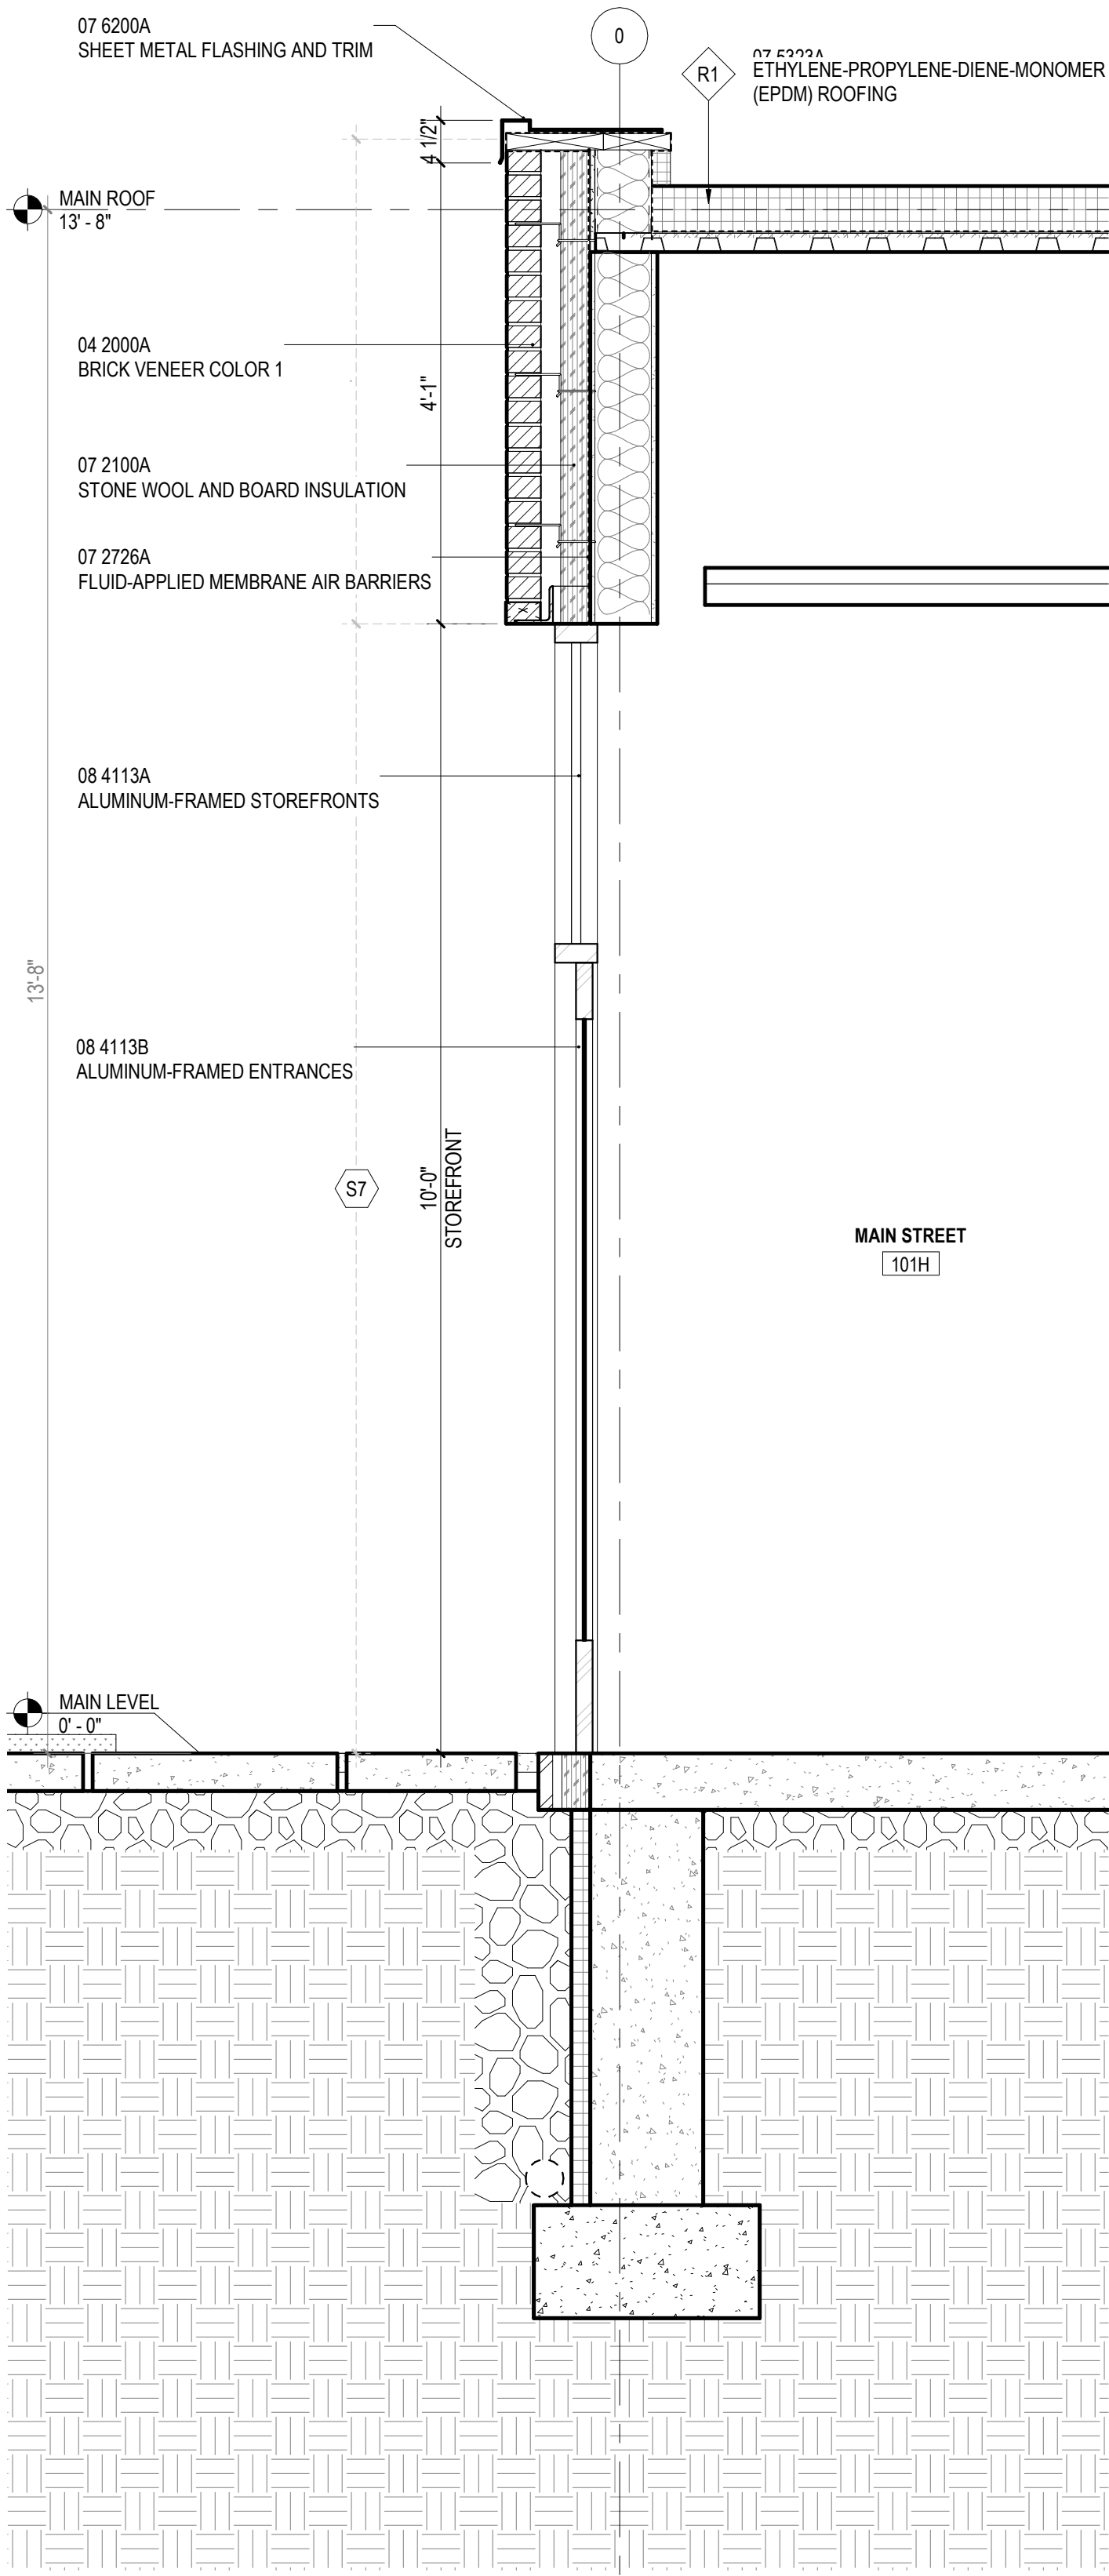 07 6200A
SHEET METAL FLASHING AND TRIM
0
R1
07 5323A
ETHYLENE-PROPYLENE-DIENE-MONOMER
(EPDM) ROOFING
4 1/2"
MAIN ROOF
13' - 8"
04 2000A
BRICK VENEER COLOR 1
4'-1"
07 2100A
STONE WOOL AND BOARD INSULATION
07 2726A
FLUID-APPLIED MEMBRANE AIR BARRIERS
08 4113A
ALUMINUM-FRAMED STOREFRONTS
13'-8"
08 4113B
ALUMINUM-FRAMED ENTRANCES
S7
10'-0"
STOREFRONT
MAIN STREET
101H
MAIN LEVEL
0' - 0"